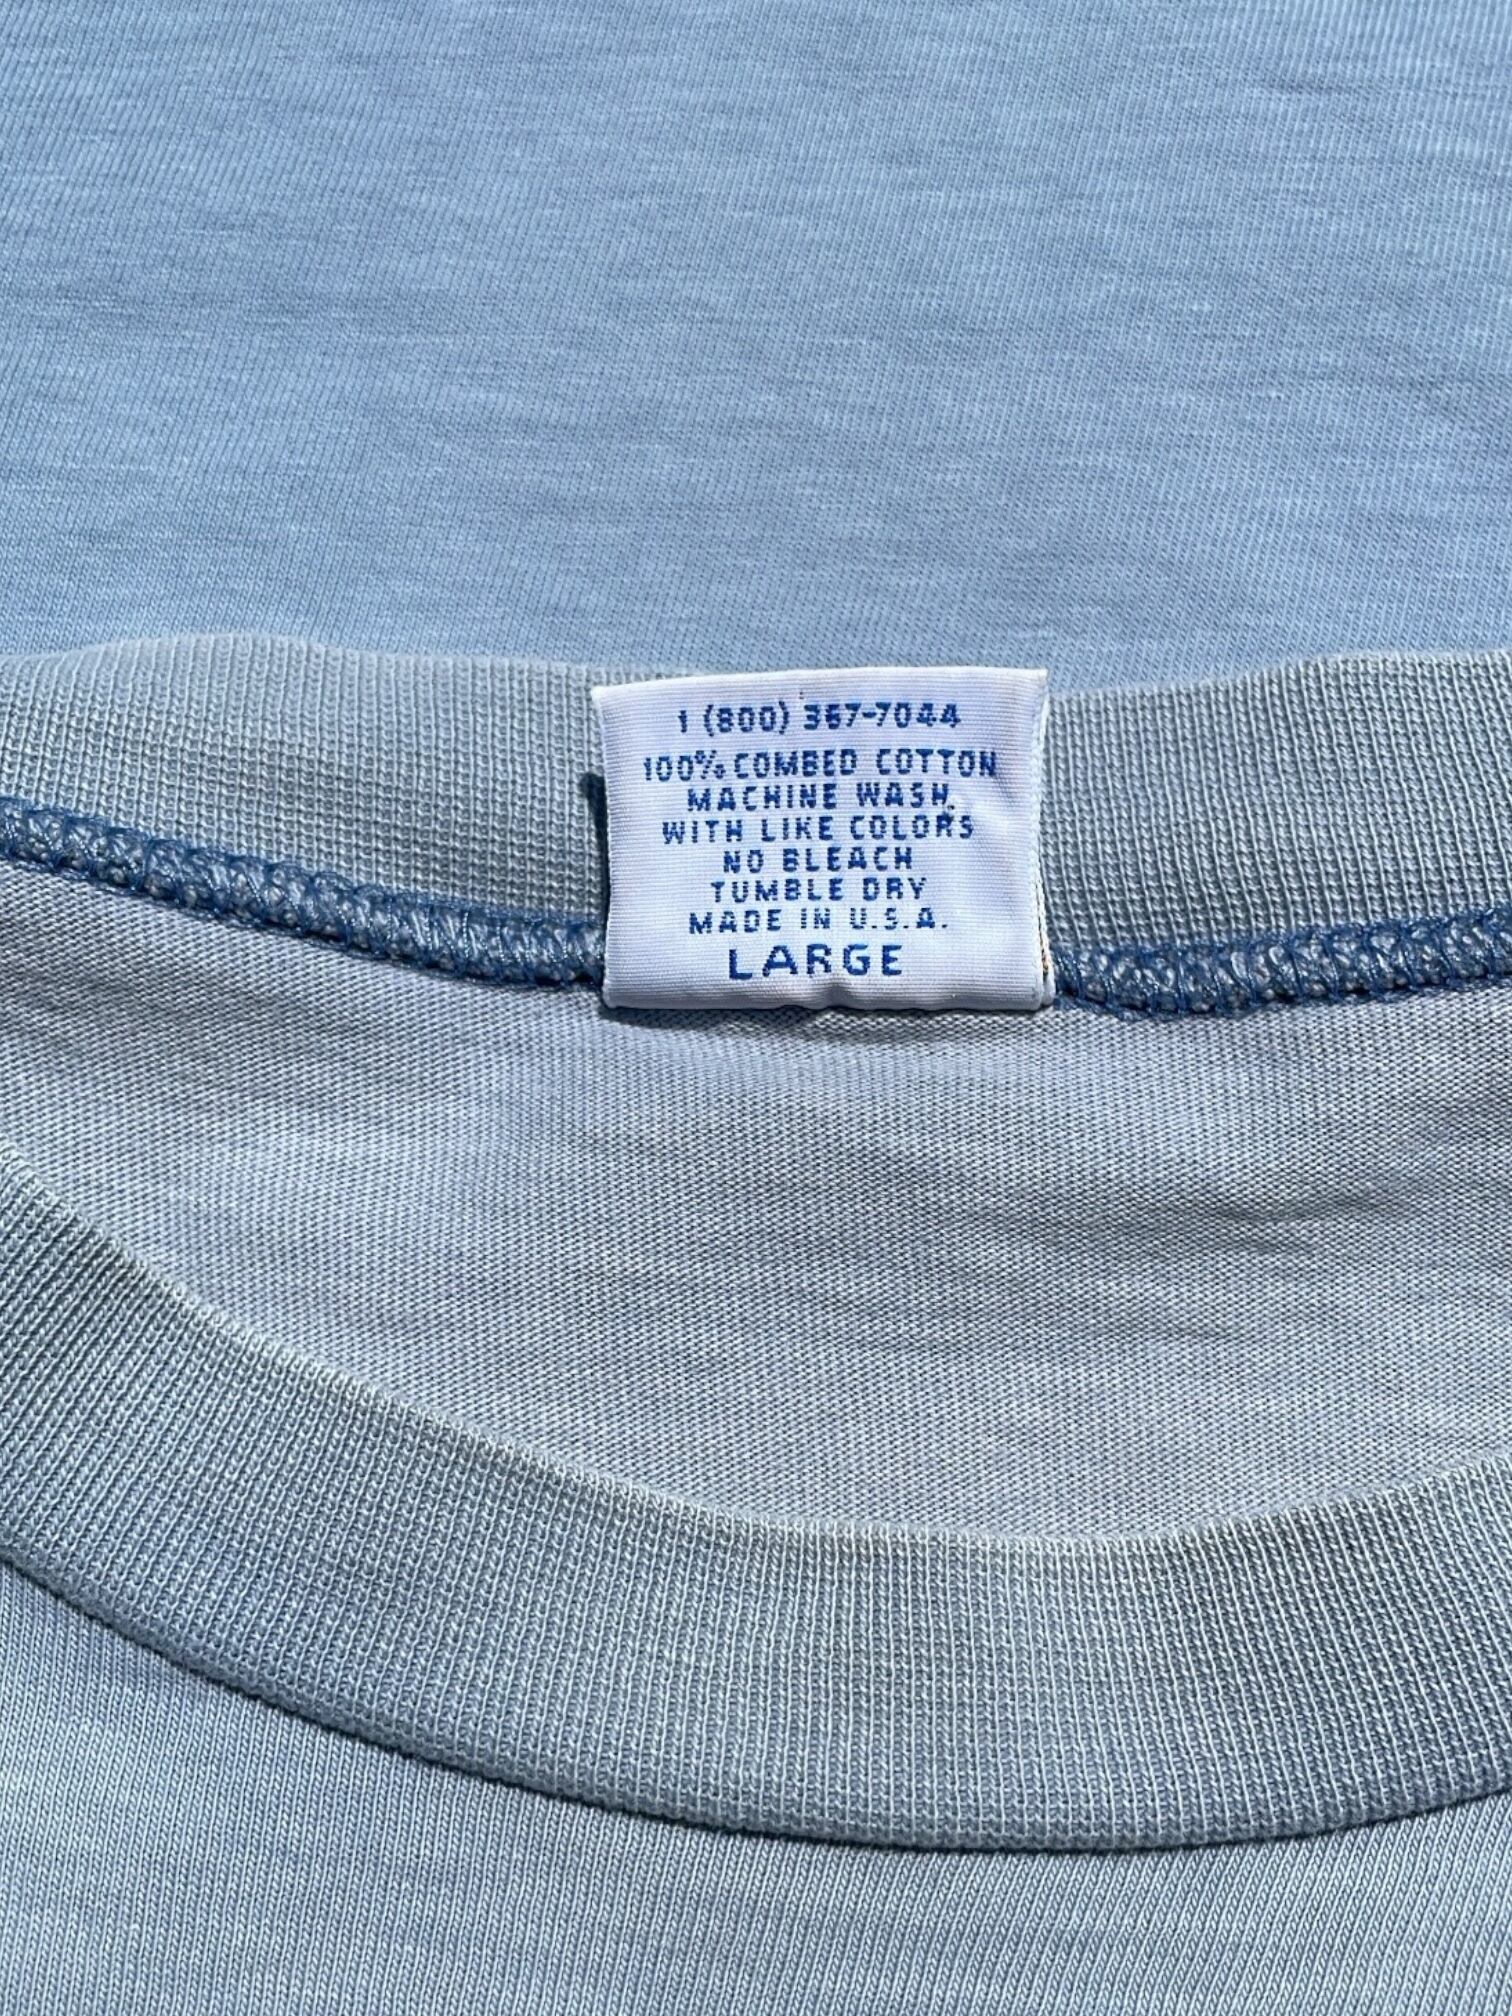 1 (800) 367-7044
100% COMBED COTTON
MACHINE WASH
WITH LIKE COLORS
NO BLEACH
TUMBLE DRY
MADE IN U.S.A.
LARGE